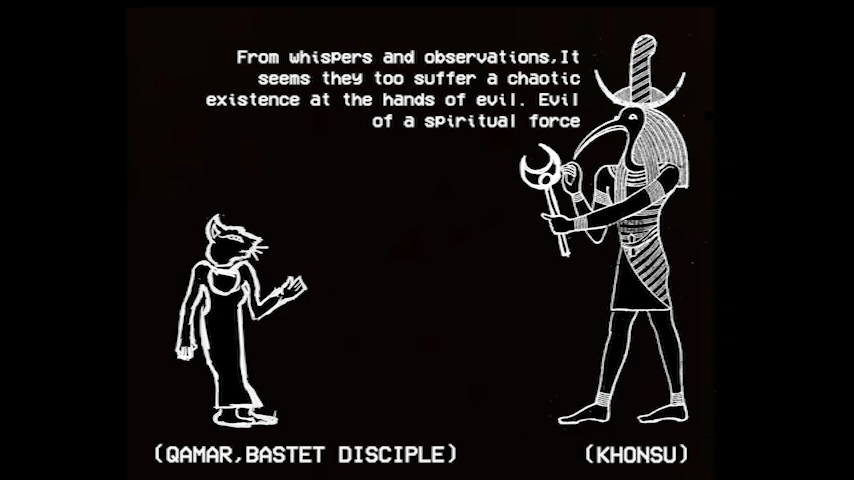 From whispers and observations,It
seems they too suffer a chaotic
existence at the hands of evil. Evil
of a spiritual force
(QAMAR,BASTET DISCIPLE)
(KHONSU)